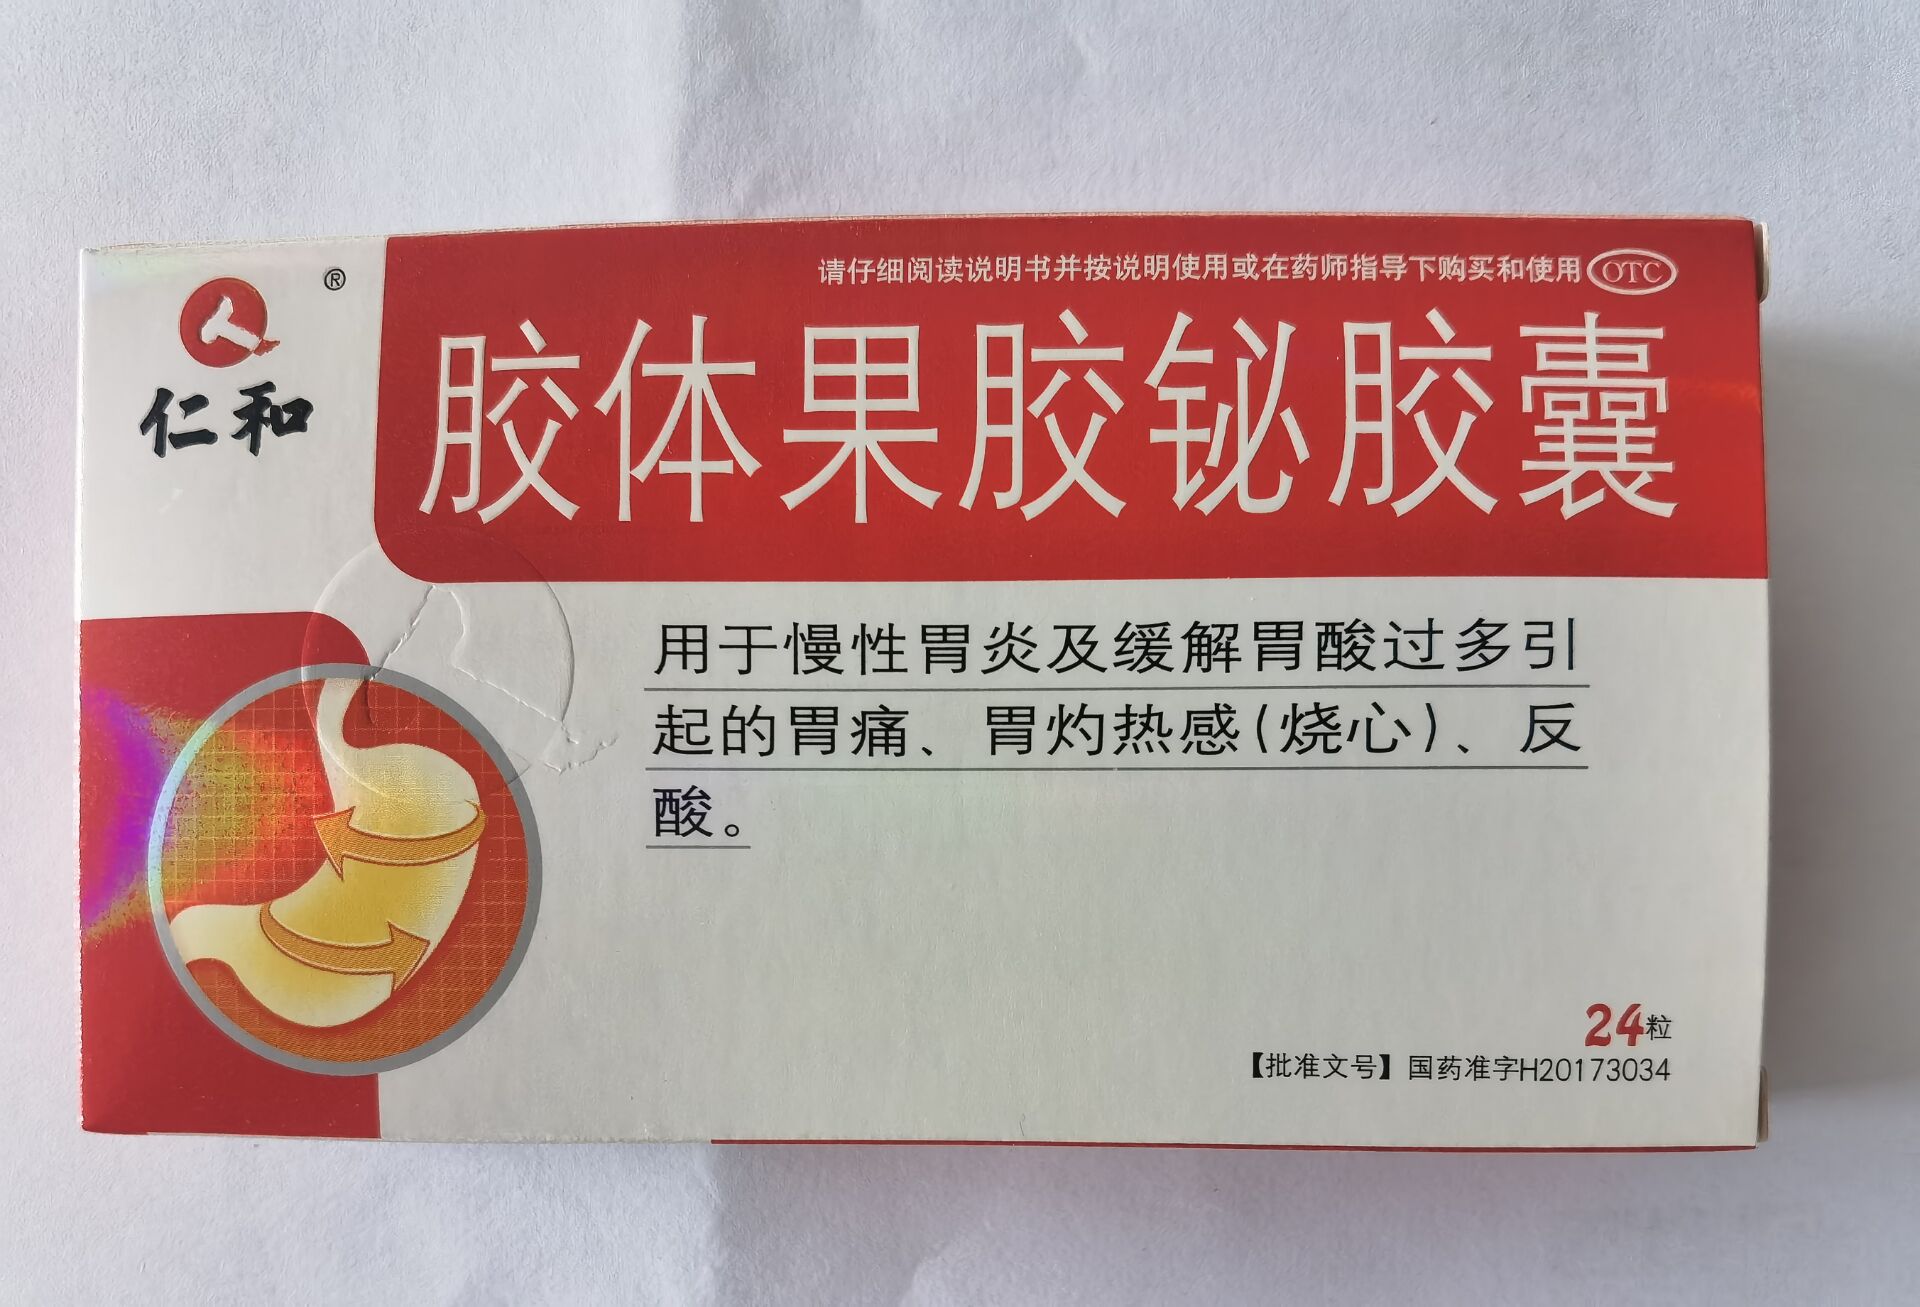 仁和
®
请仔细阅读说明书并按说明使用或在药师指导下购买和使用 OTC
胶体果胶铋胶囊
用于慢性胃炎及缓解胃酸过多引
起的胃痛、胃灼热感(烧心)、反
酸。
24粒
【批准文号】国药准字H20173034